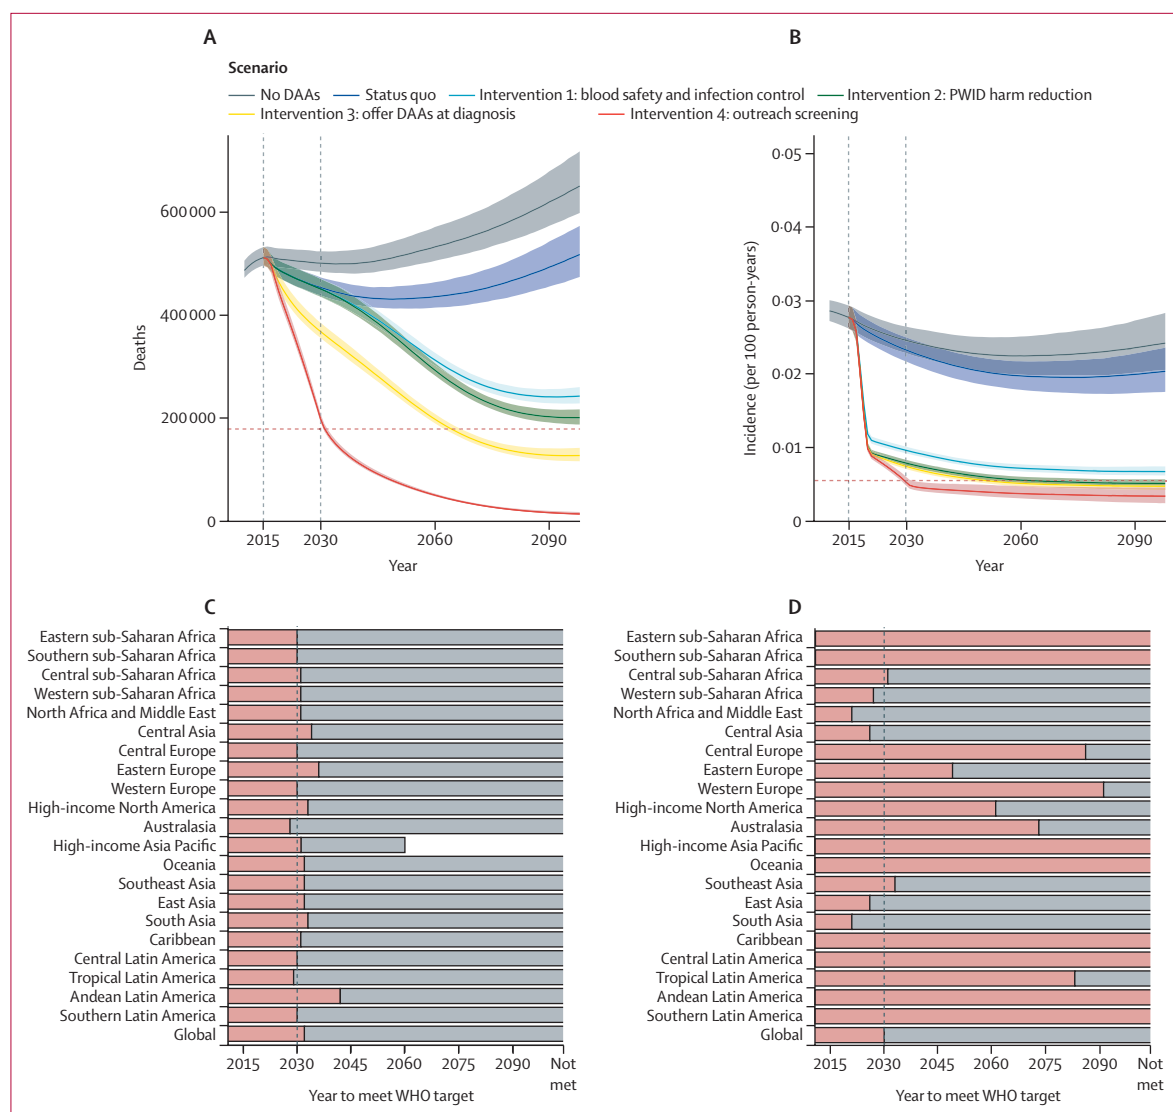 A
B
Scenario
No DAAs
Status quo
Intervention 1: blood safety and infection control
Intervention 2: PWID harm reduction
Intervention 3: offer DAAs at diagnosis
Intervention 4: outreach screening
Deaths
600 000
400 000
200 000
0
2015
2030
2060
2090
Year
Incidence (per 100 person-years)
0·05
0·04
0·03
0·02
0·01
0
2015
2030
2060
2090
Year
C
Eastern sub-Saharan Africa
Southern sub-Saharan Africa
Central sub-Saharan Africa
Western sub-Saharan Africa
North Africa and Middle East
Central Asia
Central Europe
Eastern Europe
Western Europe
High-income North America
Australasia
High-income Asia Pacific
Oceania
Southeast Asia
East Asia
South Asia
Caribbean
Central Latin America
Tropical Latin America
Andean Latin America
Southern Latin America
Global
2015
2030
2045
2060
2075
2090
Not
met
Year to meet WHO target
D
Eastern sub-Saharan Africa
Southern sub-Saharan Africa
Central sub-Saharan Africa
Western sub-Saharan Africa
North Africa and Middle East
Central Asia
Central Europe
Eastern Europe
Western Europe
High-income North America
Australasia
High-income Asia Pacific
Oceania
Southeast Asia
East Asia
South Asia
Caribbean
Central Latin America
Tropical Latin America
Andean Latin America
Southern Latin America
Global
2015
2030
2045
2060
2075
2090
Not
met
Year to meet WHO target